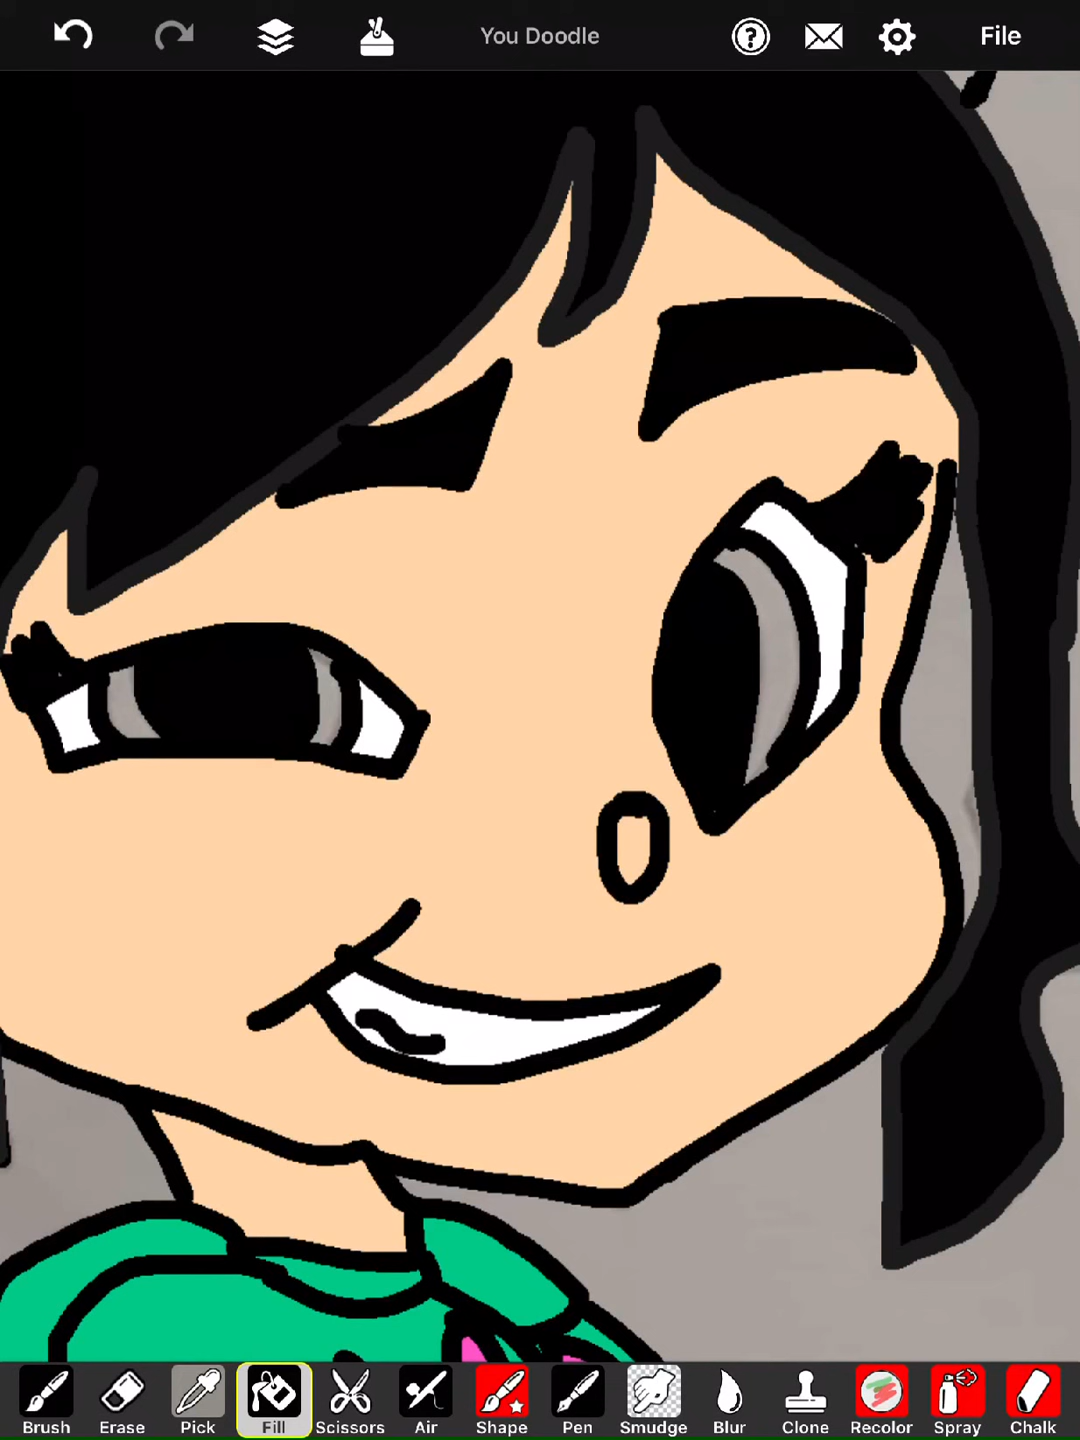 You Doodle
File
Brush Erase Pick Fill Scissors Air Shape Pen Smudge Blur Clone Recolor Spray Chalk